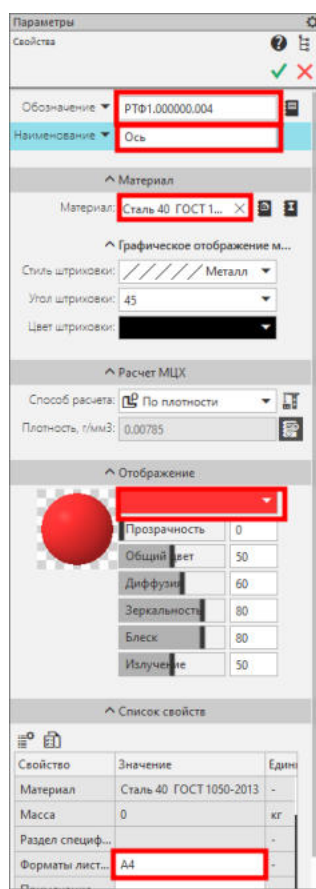 Параметры
Свойства
Обозначение РТФ1.000000.004
Наименование Ось
Материал
Материал: Сталь 40 ГОСТ 1...
Графическое отображение м...
Стиль штриховки: Металл
Угол штриховки: 45
Цвет штриховки:
Расчет МЦХ
Способ расчета: По плотности
Плотность, г/мм3: 0.00785
Отображение
Прозрачность 0
Общий цвет 50
Диффузия 60
Зеркальность 80
Блеск 80
Излучение 50
Список свойств
Свойство Значение Един
Материал Сталь 40 ГОСТ 1050-2013 -
Масса 0 кг
Раздел специф... -
Форматы лист... A4 -